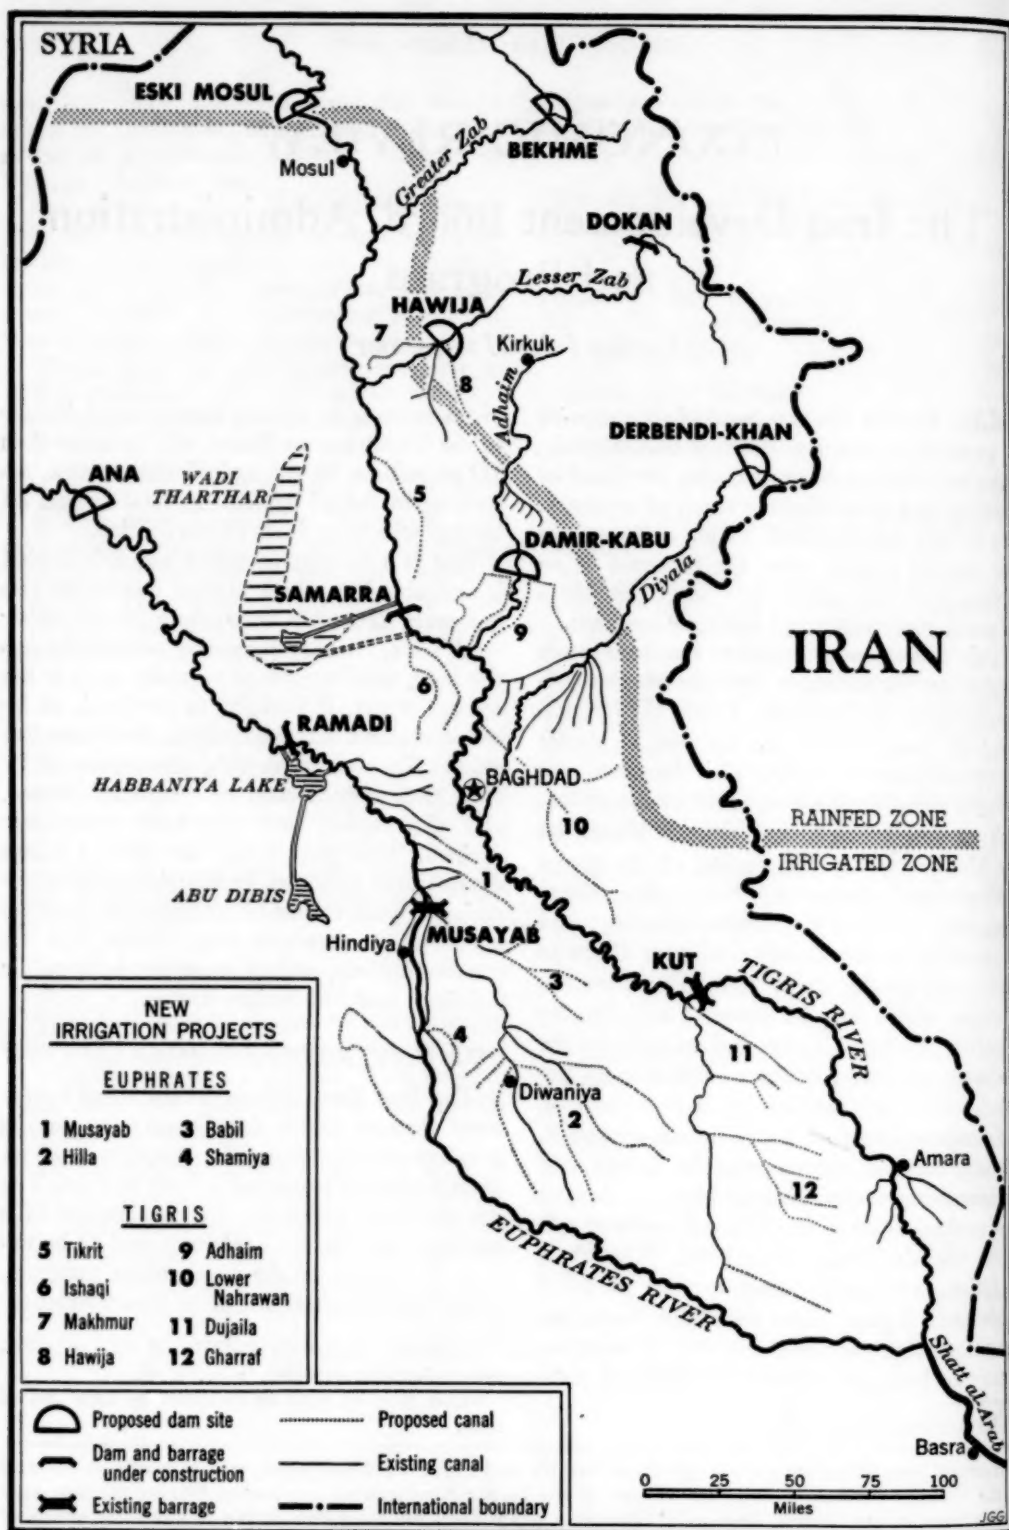 SYRIA
ESKI MOSUL
Mosul
Greater Zab
BEKHME
DOKAN
Lesser Zab
HAWIJA
7
Kirkuk
8
Adhaim
DERBENDI-KHAN
ANA
WADI
THARTHAR
5
DAMIR-KABU
Diyala
SAMARRA
9
IRAN
6
RAMADI
HABBANIYA LAKE
BAGHDAD
10
RAINFED ZONE
IRRIGATED ZONE
1
ABU DIBIS
MUSAYAB
Hindiya
KUT
3
TIGRIS RIVER
4
11
Diwaniya
2
Amara
12
EUPHRATES RIVER
Shatt al-Arab
Basra
NEW
IRRIGATION PROJECTS
EUPHRATES
1 Musayab 3 Babil
2 Hilla 4 Shamiya
TIGRIS
5 Tikrit 9 Adhaim
6 Ishaqi 10 Lower
Nahrawan
7 Makhmur 11 Dujaila
8 Hawija 12 Gharraf
Proposed dam site Proposed canal
Dam and barrage
under construction Existing canal
Existing barrage International boundary
0 25 50 75 100
Miles
JGG